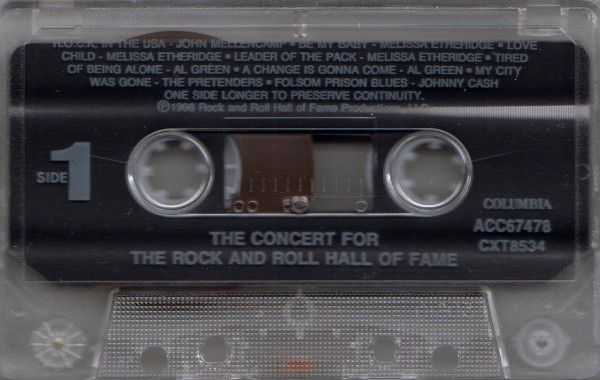 R.O.C.K. IN THE USA - JOHN MELLENCAMP • BE MY BABY - MELISSA ETHERIDGE • LOVE
CHILD - MELISSA ETHERIDGE • LEADER OF THE PACK - MELISSA ETHERIDGE • TIRED
OF BEING ALONE - AL GREEN • A CHANGE IS GONNA COME - AL GREEN • MY CITY
WAS GONE - THE PRETENDERS • FOLSOM PRISON BLUES - JOHNNY CASH
ONE SIDE LONGER TO PRESERVE CONTINUITY.
Ⓟ1996 Rock and Roll Hall of Fame Productions, LLC
SIDE 1
COLUMBIA
ACC67478
CXT8534
THE CONCERT FOR
THE ROCK AND ROLL HALL OF FAME